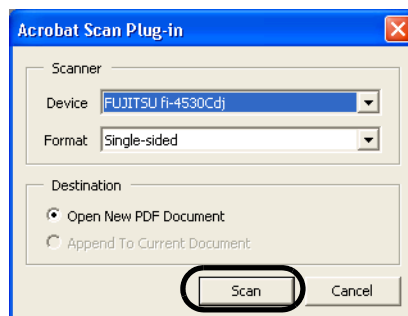 Acrobat Scan Plug-in
Scanner
Device FUJITSU fi-4530Cdj
Format Single-sided
Destination
Open New PDF Document
Append To Current Document
Scan Cancel